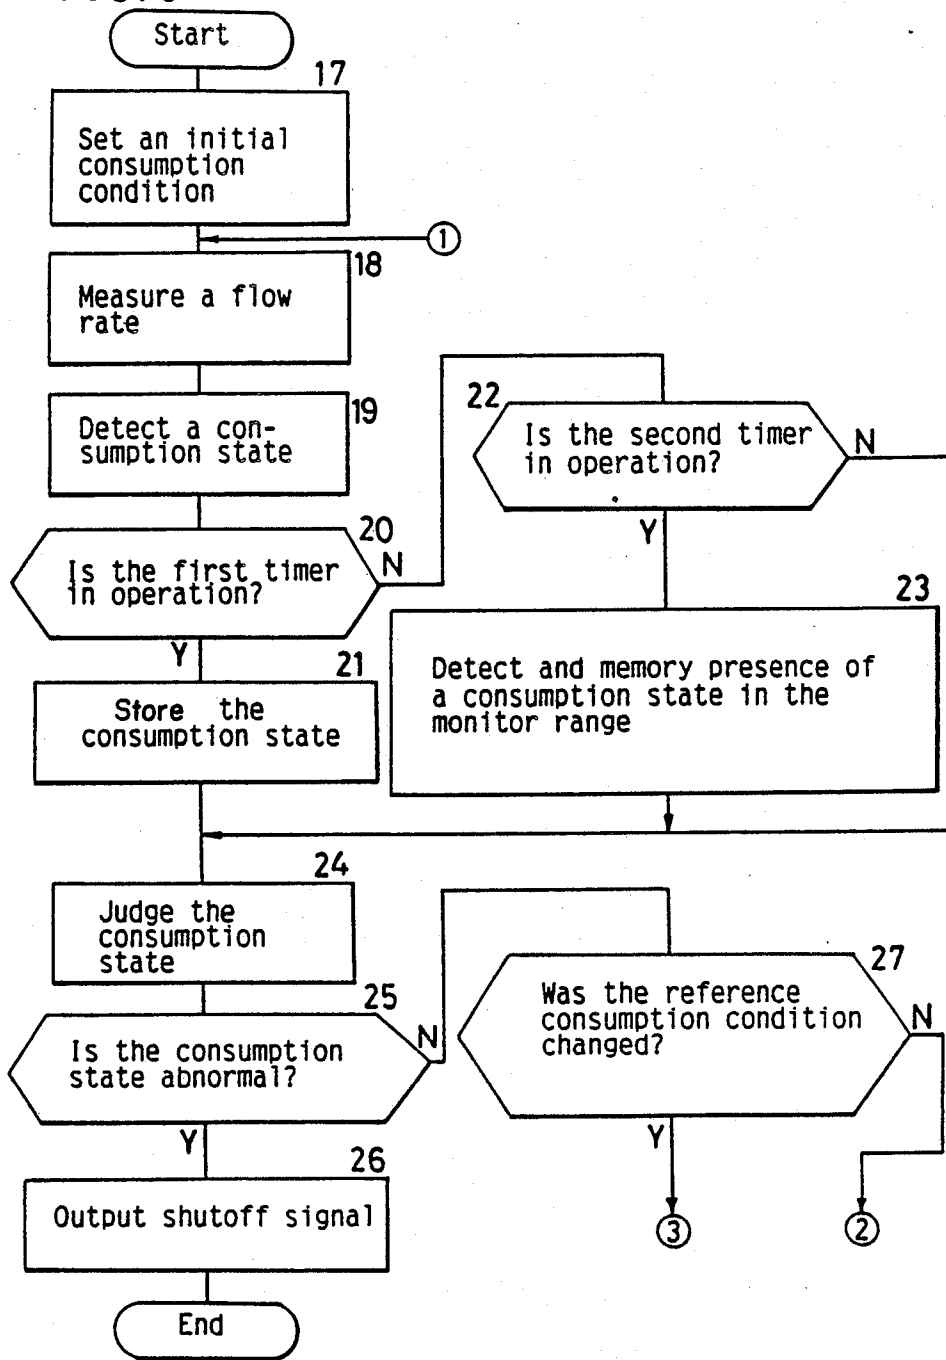 Start
17
Set an initial
consumption
condition
1
18
Measure a flow
rate
19
Detect a con-
sumption state
20
Is the first timer
in operation?
N
Y
22
Is the second timer
in operation?
N
Y
21
Store the
consumption state
23
Detect and memory presence of
a consumption state in the
monitor range
24
Judge the
consumption
state
25
Is the consumption
state abnormal?
N
Y
27
Was the reference
consumption condition
changed?
N
Y
3
2
26
Output shutoff signal
End